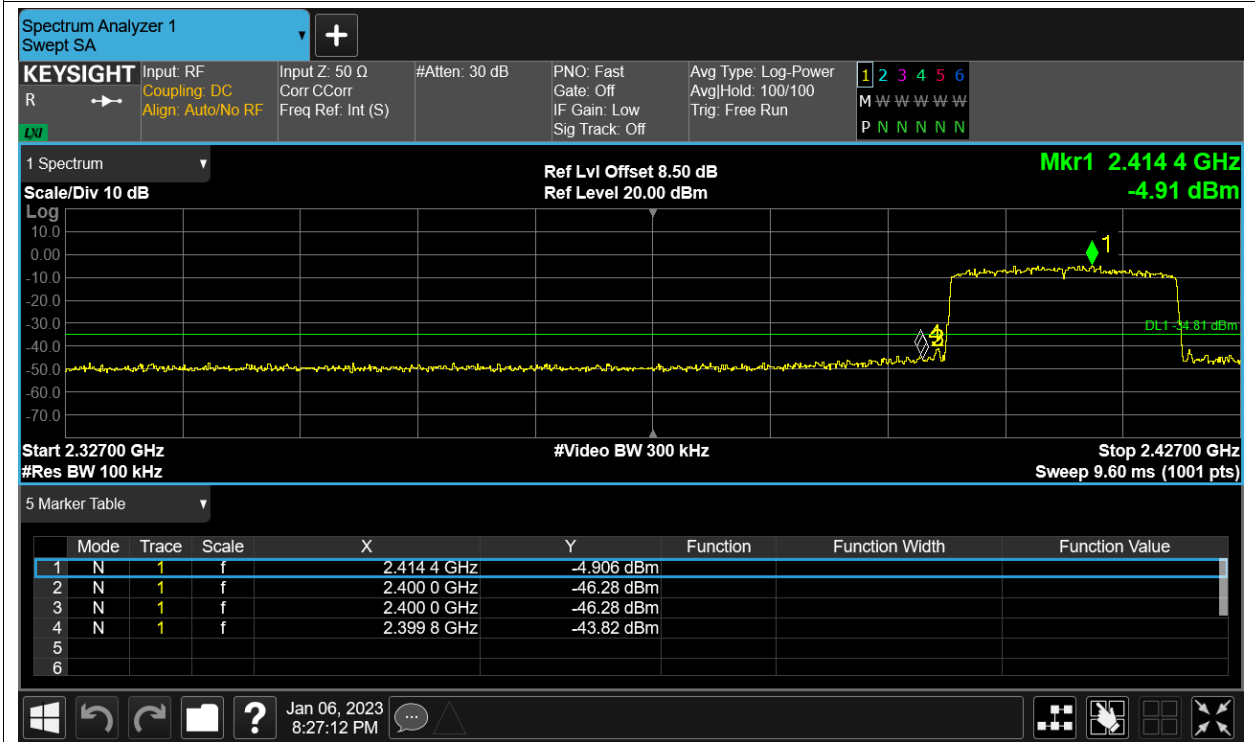 Spectrum Analyzer 1
Swept SA
KEYSIGHT
R
LXI
Input: RF
Coupling: DC
Align: Auto/No RF
Input Z: 50 Ω
Corr CCorr
Freq Ref: Int (S)
#Atten: 30 dB
PNO: Fast
Gate: Off
IF Gain: Low
Sig Track: Off
Avg Type: Log-Power
Avg|Hold: 100/100
Trig: Free Run
1 2 3 4 5 6
M W W W W W
P N N N N N
1 Spectrum
Scale/Div 10 dB
Ref Lvl Offset 8.50 dB
Ref Level 20.00 dBm
Mkr1 2.414 4 GHz
-4.91 dBm
Log
10.0
0.00
-10.0
-20.0
-30.0
-40.0
-50.0
-60.0
-70.0
1
DL1 -34.81 dBm
Start 2.32700 GHz
#Res BW 100 kHz
#Video BW 300 kHz
Stop 2.42700 GHz
Sweep 9.60 ms (1001 pts)
5 Marker Table
Mode Trace Scale X Y Function Function Width Function Value
1 N 1 f 2.414 4 GHz -4.906 dBm
2 N 1 f 2.400 0 GHz -46.28 dBm
3 N 1 f 2.400 0 GHz -46.28 dBm
4 N 1 f 2.399 8 GHz -43.82 dBm
5
6
?
Jan 06, 2023
8:27:12 PM